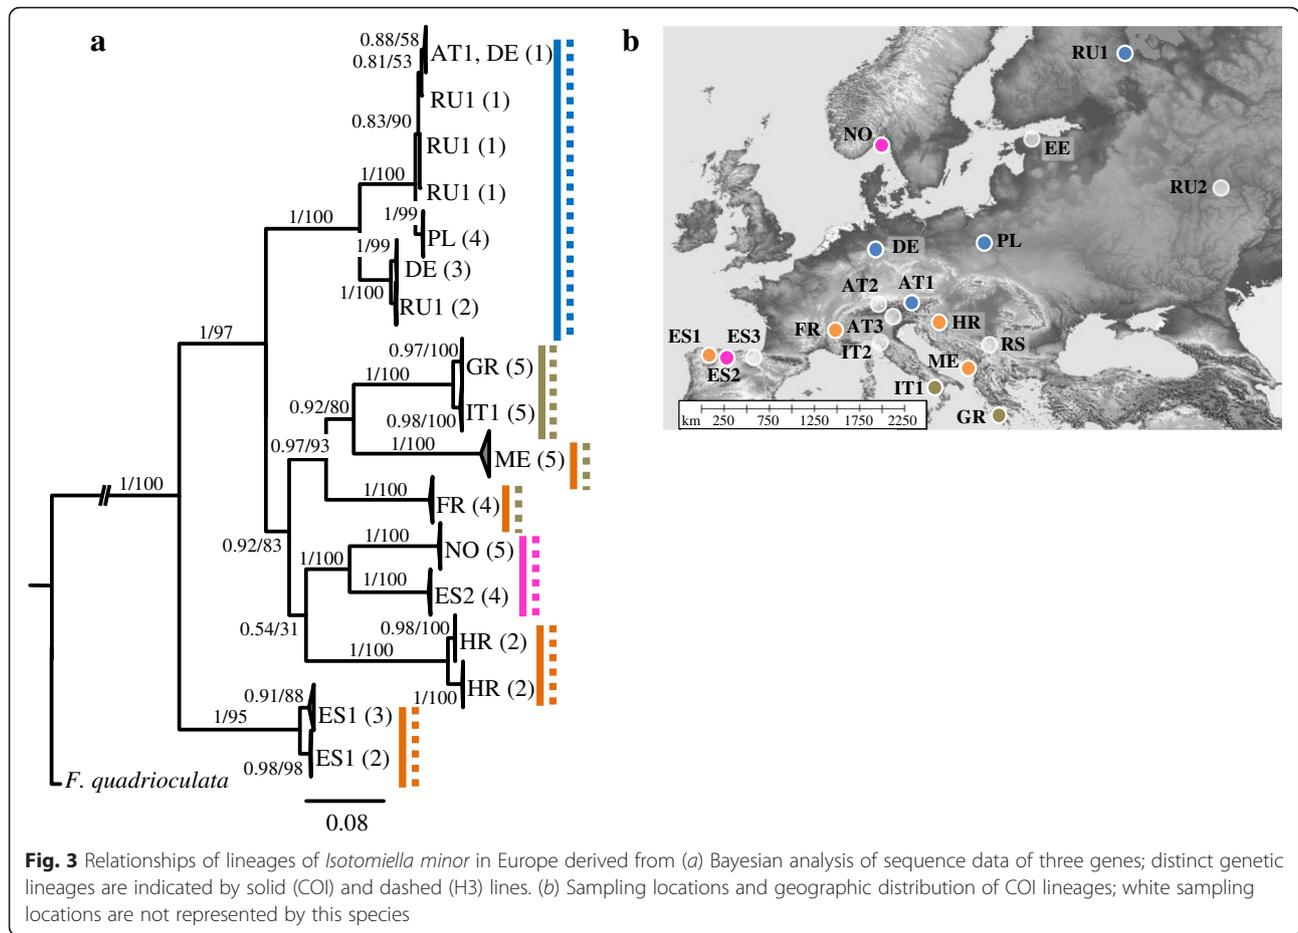 a
0.88/58
0.81/53
AT1, DE (1)
RU1 (1)
0.83/90
RU1 (1)
1/100
RU1 (1)
1/100
1/99
PL (4)
1/99
DE (3)
1/100
RU1 (2)
1/97
0.97/100
GR (5)
1/100
0.92/80
IT1 (5)
0.98/100
0.97/93
1/100
ME (5)
1/100
1/100
FR (4)
0.92/83
1/100
NO (5)
1/100
1/100
ES2 (4)
0.54/31
0.98/100
HR (2)
1/100
HR (2)
1/100
0.91/88
ES1 (3)
1/95
ES1 (2)
0.98/98
F. quadrioculata
0.08
b
RU1
NO
EE
RU2
DE
PL
AT2
AT1
FR
AT3
HR
ES1
ES3
IT2
RS
ES2
ME
IT1
GR
km 250 750 1500 1750 2250
Fig. 3 Relationships of lineages of Isotomiella minor in Europe derived from (a) Bayesian analysis of sequence data of three genes; distinct genetic
lineages are indicated by solid (COI) and dashed (H3) lines. (b) Sampling locations and geographic distribution of COI lineages; white sampling
locations are not represented by this species